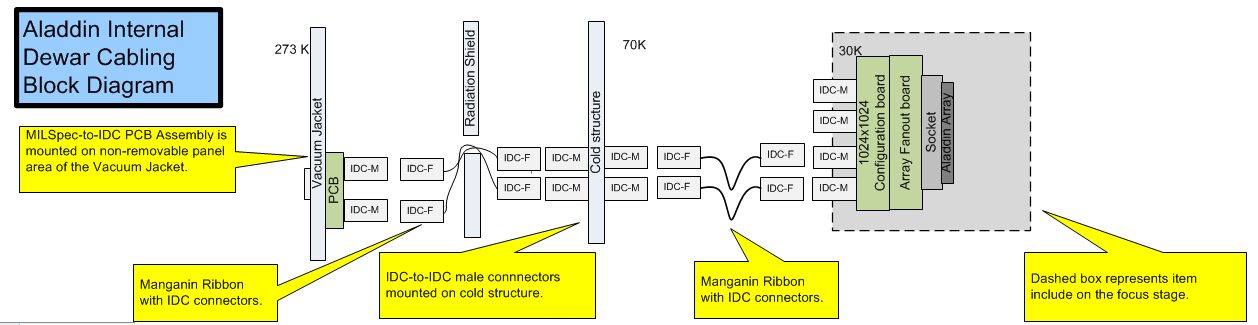 Aladdin Internal
Dewar Cabling
Block Diagram
MILSpec-to-IDC PCB Assembly is
mounted on non-removable panel
area of the Vacuum Jacket.
273 K
Vacuum Jacket
PCB
IDC-M
IDC-M
IDC-F
IDC-F
Radiation Shield
IDC-F
IDC-F
IDC-M
IDC-M
Cold structure
70K
IDC-M
IDC-M
IDC-F
IDC-F
IDC-F
IDC-F
30K
IDC-M
IDC-M
IDC-M
IDC-M
1024x1024
Configuration board
Array Fanout board
Socket
Aladdin Array
Manganin Ribbon
with IDC connectors.
IDC-to-IDC male connnectors
mounted on cold structure.
Manganin Ribbon
with IDC connectors.
Dashed box represents item
include on the focus stage.